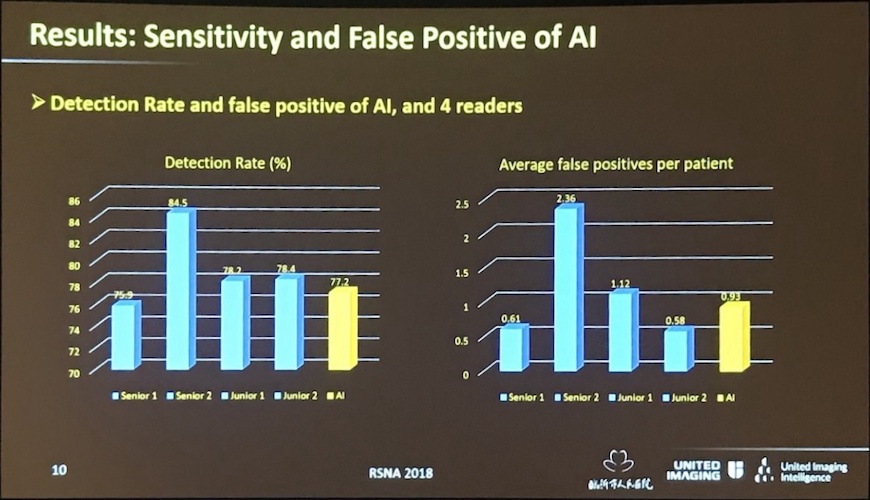 Results: Sensitivity and False Positive of AI
➢ Detection Rate and false positive of AI, and 4 readers
Detection Rate (%)
86
84
82
80
78
76
74
72
70
75.9
84.5
78.2
78.4
77.2
Senior 1 Senior 2 Junior 1 Junior 2 AI
Average false positives per patient
2.5
2
1.5
1
0.5
0
0.61
2.36
1.12
0.58
0.93
Senior 1 Senior 2 Junior 1 Junior 2 AI
10
RSNA 2018
UNITED
IMAGING
United Imaging
Intelligence